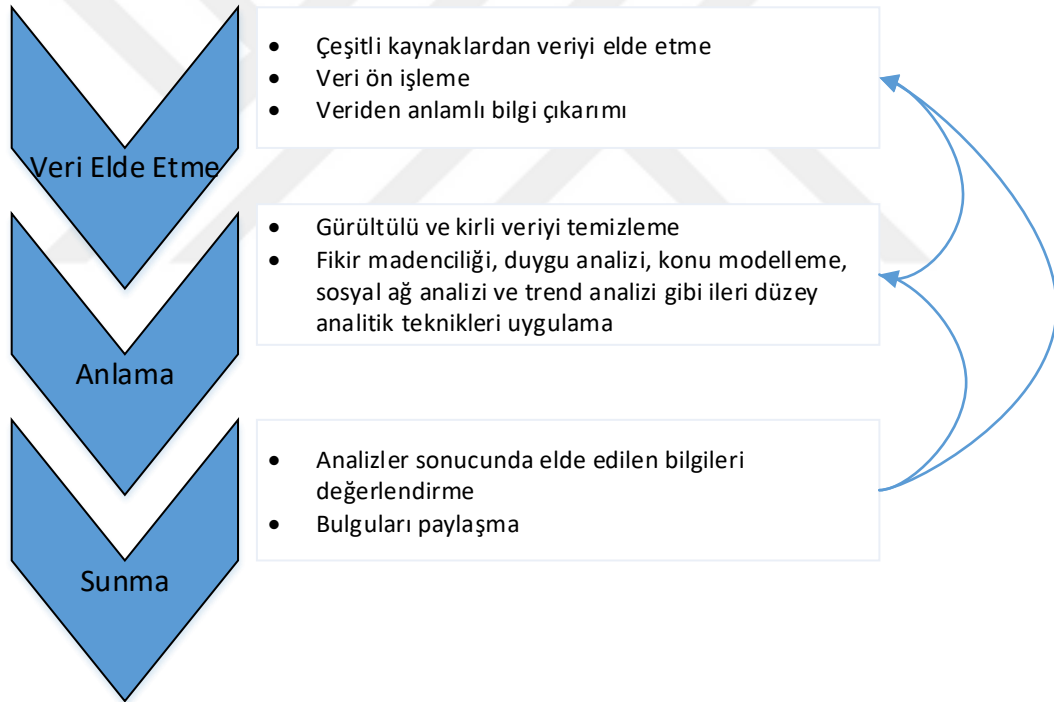 Veri Elde Etme
• Çeşitli kaynaklardan veriyi elde etme
• Veri ön işleme
• Veriden anlamlı bilgi çıkarımı
Anlama
• Gürültülü ve kirli veriyi temizleme
• Fikir madenciliği, duygu analizi, konu modelleme,
sosyal ağ analizi ve trend analizi gibi ileri düzey
analitik teknikleri uygulama
Sunma
• Analizler sonucunda elde edilen bilgileri
değerlendirme
• Bulguları paylaşma